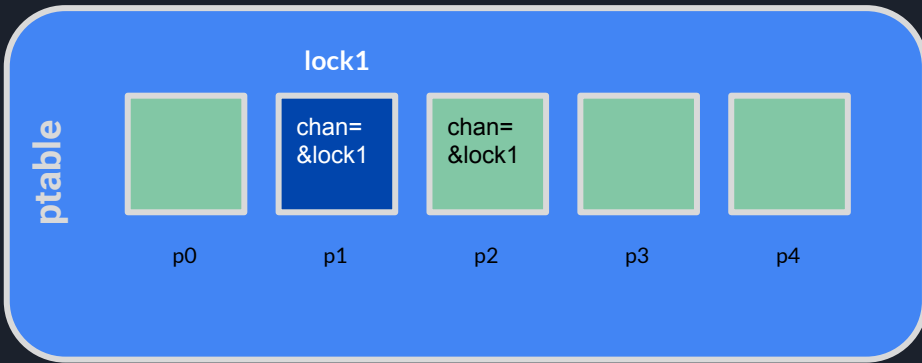 lock1
ptable
chan=
&lock1
chan=
&lock1
p0
p1
p2
p3
p4